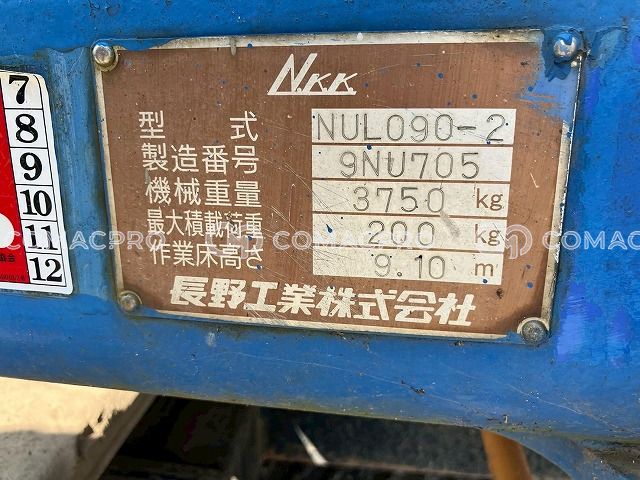 N.K.K.
型 式 NUL090-2
製造番号 9NU705
機械重量 3750 kg
最大積載荷重 200 kg
作業床高さ 9.10 m
長野工業株式会社
7
8
9
10
11
12
COMACPRO
COMACPRO
COMACPRO